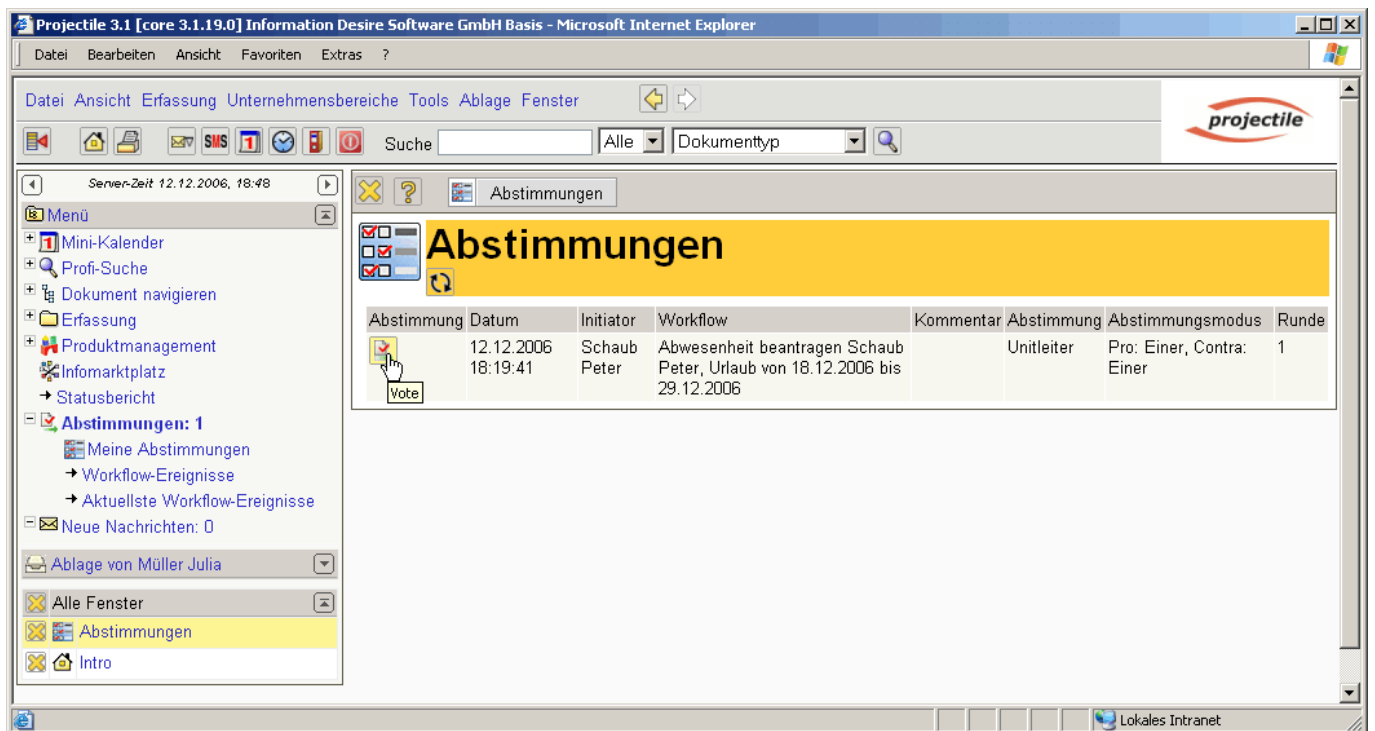 Projectile 3.1 [core 3.1.19.0] Information Desire Software GmbH Basis - Microsoft Internet Explorer
Datei Bearbeiten Ansicht Favoriten Extras ?
Datei Ansicht Erfassung Unternehmensbereiche Tools Ablage Fenster
projectile
SMS 1 Suche Alle Dokumenttyp
Server-Zeit 12.12.2006, 18:48
Abstimmungen
Menü
1 Mini-Kalender
Profi-Suche
Dokument navigieren
Erfassung
Produktmanagement
Infomarktplatz
Statusbericht
Abstimmungen: 1
Meine Abstimmungen
Workflow-Ereignisse
Aktuellste Workflow-Ereignisse
Neue Nachrichten: 0
Ablage von Müller Julia
Alle Fenster
Abstimmungen
Intro
Abstimmungen
Abstimmung Datum Initiator Workflow Kommentar Abstimmung Abstimmungsmodus Runde
12.12.2006 Schaub Abwesenheit beantragen Schaub Unitleiter Pro: Einer, Contra: 1
18:19:41 Peter Peter, Urlaub von 18.12.2006 bis Einer
29.12.2006
Vote
Lokales Intranet